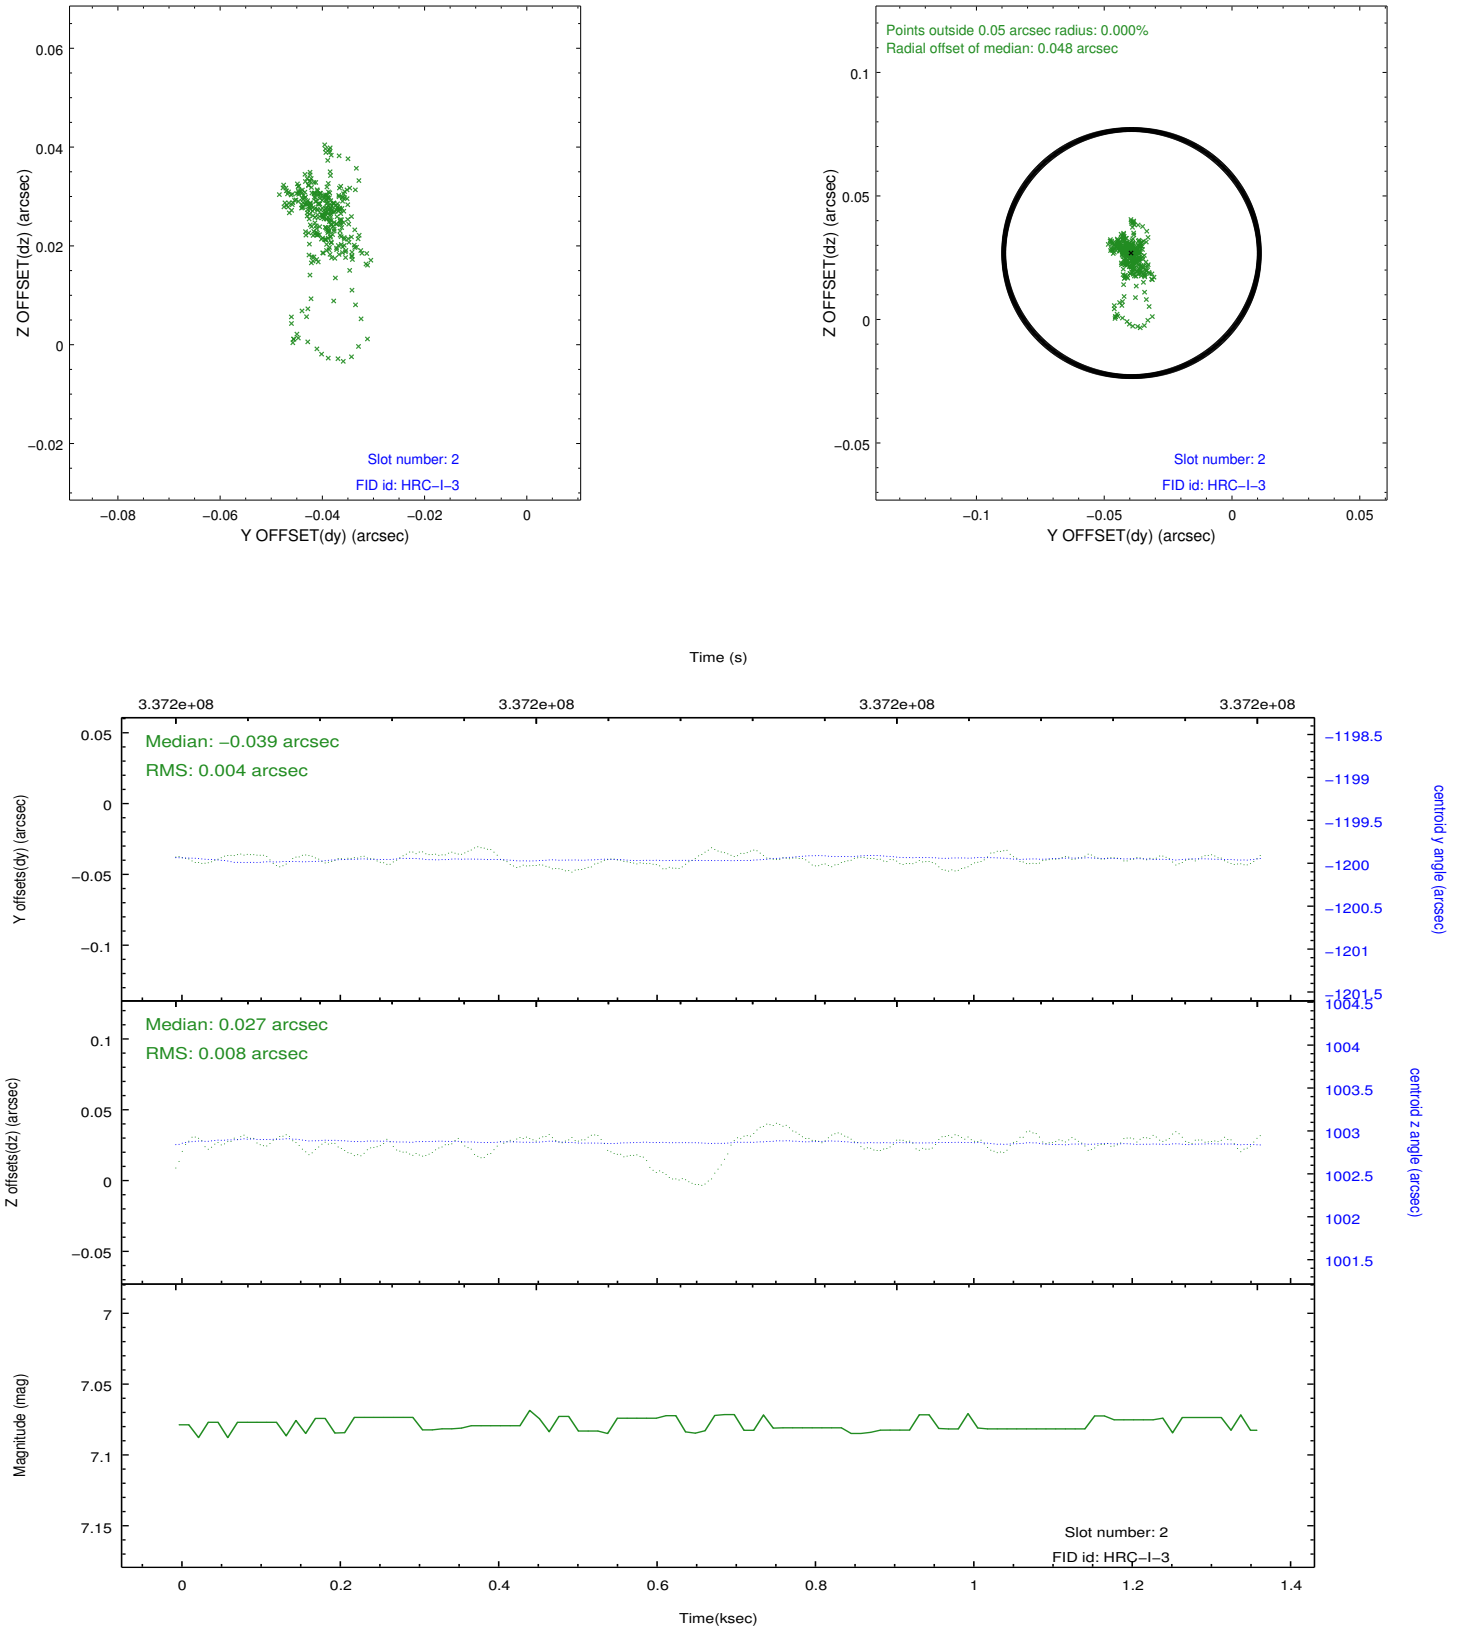 0.06
0.04
0.02
0
−0.02
Z OFFSET(dz) (arcsec)
Slot number: 2
FID id: HRC−I−3
−0.08
−0.06
−0.04
−0.02
0
Y OFFSET(dy) (arcsec)
Points outside 0.05 arcsec radius: 0.000%
Radial offset of median: 0.048 arcsec
0.1
0.05
0
−0.05
Z OFFSET(dz) (arcsec)
Slot number: 2
FID id: HRC−I−3
−0.1
−0.05
0
0.05
Y OFFSET(dy) (arcsec)
Time (s)
3.372e+08
3.372e+08
3.372e+08
3.372e+08
Median: −0.039 arcsec
RMS: 0.004 arcsec
0.05
0
−0.05
−0.1
Y offsets(dy) (arcsec)
−1198.5
−1199
−1199.5
−1200
−1200.5
−1201
−1201.5
centroid y angle (arcsec)
Median: 0.027 arcsec
RMS: 0.008 arcsec
0.1
0.05
0
−0.05
Z offsets(dz) (arcsec)
1004.5
1004
1003.5
1003
1002.5
1002
1001.5
centroid z angle (arcsec)
7
7.05
7.1
7.15
Magnitude (mag)
Slot number: 2
FID id: HRC−I−3
0
0.2
0.4
0.6
0.8
1
1.2
1.4
Time(ksec)